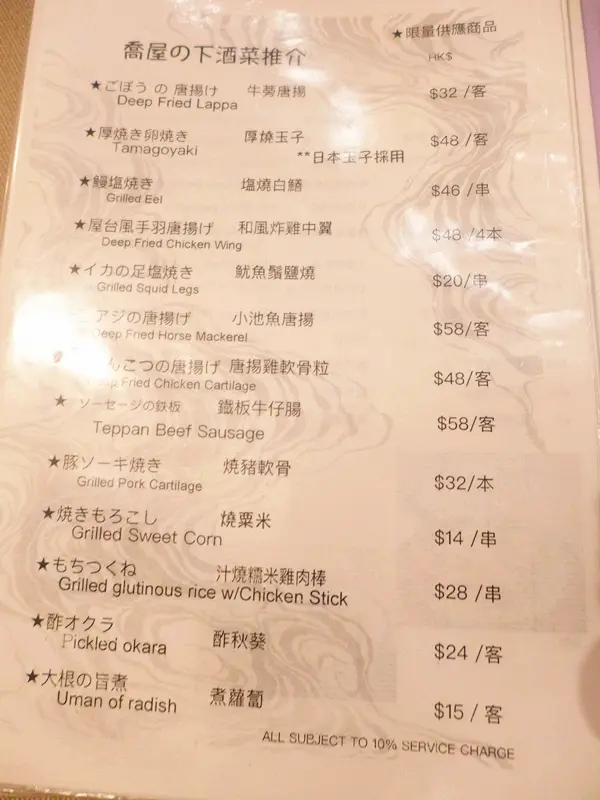 ★限量供應商品
喬屋の下酒菜推介
HK$
★ごぼう の 唐揚げ 牛蒡唐揚 $32 /客
Deep Fried Lappa
★厚焼き卵焼き 厚燒玉子 $48 /客
Tamagoyaki **日本玉子採用
★鰻塩焼き 塩燒白鱔 $46 /串
Grilled Eel
★屋台風手羽唐揚げ 和風炸雞中翼 $48 /4本
Deep Fried Chicken Wing
★イカの足塩焼き 魷魚鬚鹽燒 $20/串
Grilled Squid Legs
アジの唐揚げ 小池魚唐揚 $58/客
Deep Fried Horse Mackerel
んこつの唐揚げ 唐揚雞軟骨粒 $48/客
Fried Chicken Cartilage
★ ソーセージの鉄板 鐵板牛仔腸 $58/客
Teppan Beef Sausage
★豚ソーキ焼き 燒豬軟骨 $32/本
Grilled Pork Cartilage
★焼きもろこし 燒粟米 $14 /串
Grilled Sweet Corn
★もちつくね 汁燒糯米雞肉棒 $28 /串
Grilled glutinous rice w/Chicken Stick
★酢オクラ 酢秋葵 $24 /客
Pickled okara
★大根の旨煮 煮蘿蔔 $15 / 客
Uman of radish
ALL SUBJECT TO 10% SERVICE CHARGE